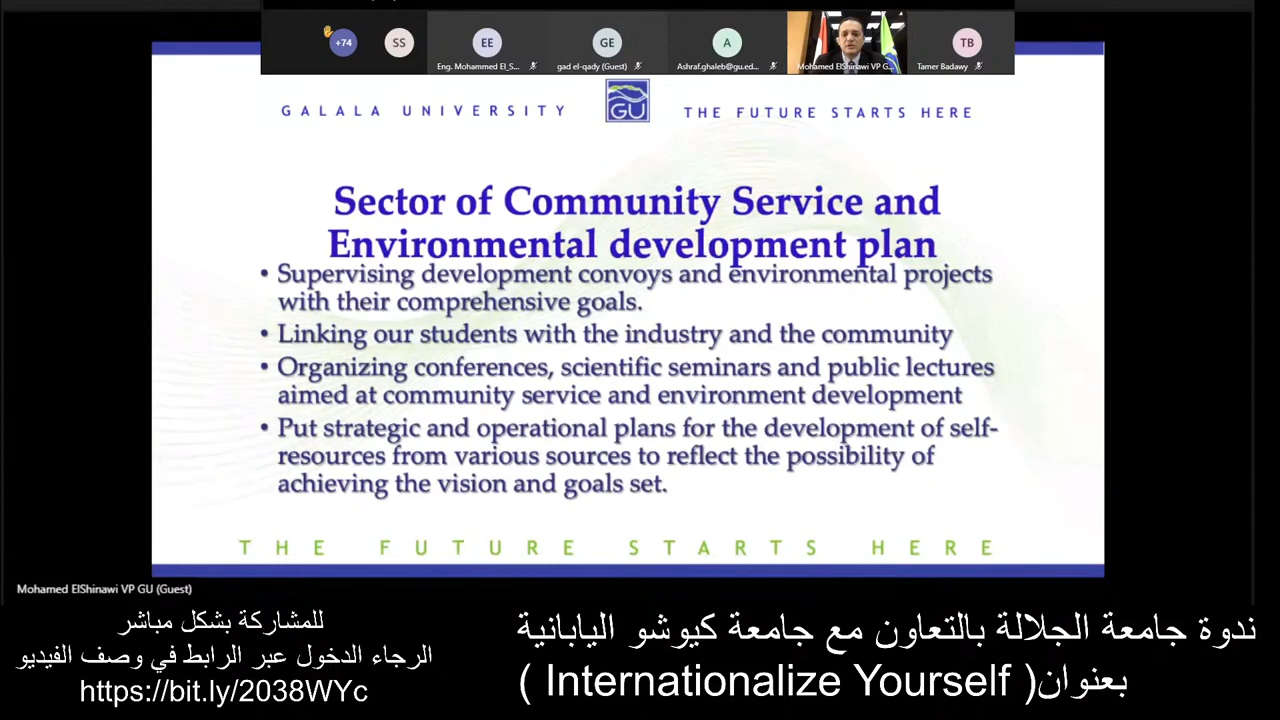 +74
SS
EE
GE
A
TB
Eng. Mohammed El_S...
gad el-qady (Guest)
Ashraf.ghaleb@gu.ed...
Mohamed ElShinawi VP G...
Tamer Badawy
GALALA UNIVERSITY
GU
THE FUTURE STARTS HERE
Sector of Community Service and
Environmental development plan
• Supervising development convoys and environmental projects
with their comprehensive goals.
• Linking our students with the industry and the community
• Organizing conferences, scientific seminars and public lectures
aimed at community service and environment development
• Put strategic and operational plans for the development of self-
resources from various sources to reflect the possibility of
achieving the vision and goals set.
THE FUTURE STARTS HERE
Mohamed ElShinawi VP GU (Guest)
ندوة جامعة الجلالة بالتعاون مع جامعة كيوشو اليابانية
بعنوان( Internationalize Yourself )
للمشاركة بشكل مباشر
الرجاء الدخول عبر الرابط في وصف الفيديو
https://bit.ly/2038WYc